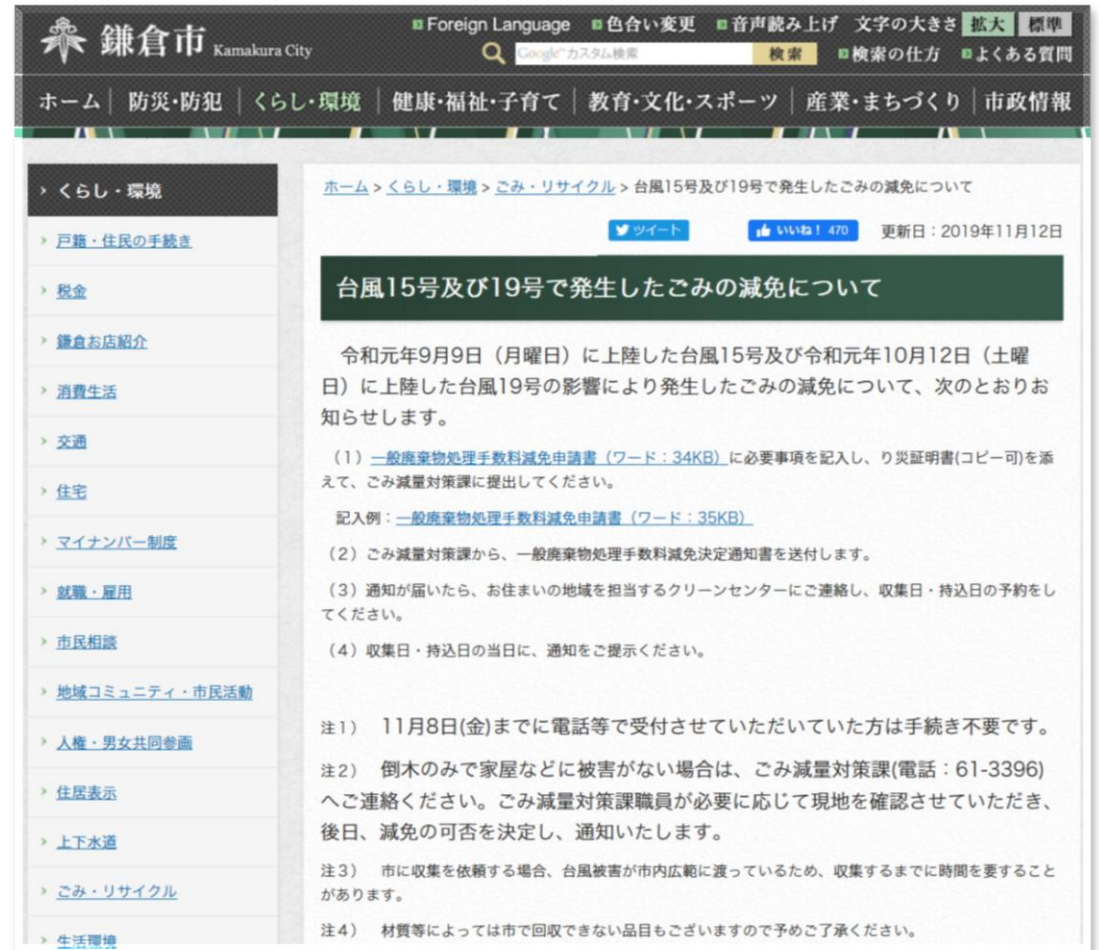 鎌倉市 Kamakura City
Foreign Language 色合い変更 音声読み上げ 文字の大きさ 拡大 標準
Google カスタム検索 検索 検索の仕方 よくある質問
ホーム 防災・防犯 くらし・環境 健康・福祉・子育て 教育・文化・スポーツ 産業・まちづくり 市政情報
くらし・環境
戸籍・住民の手続き
税金
鎌倉お店紹介
消費生活
交通
住宅
マイナンバー制度
就職・雇用
市民相談
地域コミュニティ・市民活動
人権・男女共同参画
住居表示
上下水道
ごみ・リサイクル
生活環境
ホーム > くらし・環境 > ごみ・リサイクル > 台風15号及び19号で発生したごみの減免について
ツイート いいね! 470 更新日:2019年11月12日
台風15号及び19号で発生したごみの減免について
令和元年9月9日(月曜日)に上陸した台風15号及び令和元年10月12日(土曜
日)に上陸した台風19号の影響により発生したごみの減免について、次のとおりお
知らせします。
(1)一般廃棄物処理手数料減免申請書(ワード:34KB)に必要事項を記入し、り災証明書(コピー可)を添
えて、ごみ減量対策課に提出してください。
記入例:一般廃棄物処理手数料減免申請書(ワード:35KB)
(2)ごみ減量対策課から、一般廃棄物処理手数料減免決定通知書を送付します。
(3)通知が届いたら、お住まいの地域を担当するクリーンセンターにご連絡し、収集日・持込日の予約をし
てください。
(4)収集日・持込日の当日に、通知をご提示ください。
注1) 11月8日(金)までに電話等で受付させていただいていた方は手続き不要です。
注2) 倒木のみで家屋などに被害がない場合は、ごみ減量対策課(電話:61-3396)
へご連絡ください。ごみ減量対策課職員が必要に応じて現地を確認させていただき、
後日、減免の可否を決定し、通知いたします。
注3) 市に収集を依頼する場合、台風被害が市内広範に渡っているため、収集するまでに時間を要すること
があります。
注4) 材質等によっては市で回収できない品目もございますので予めご了承ください。